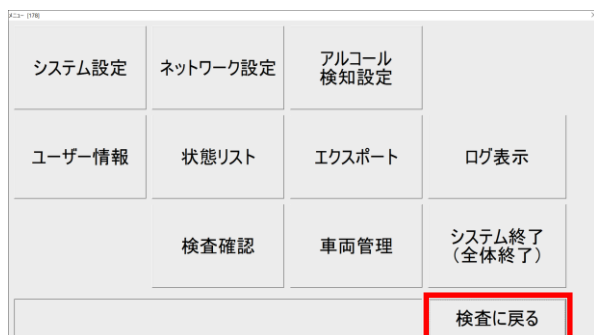 メニュー [178]
システム設定
ネットワーク設定
アルコール
検知設定
ユーザー情報
状態リスト
エクスポート
ログ表示
検査確認
車両管理
システム終了
（全体終了）
検査に戻る